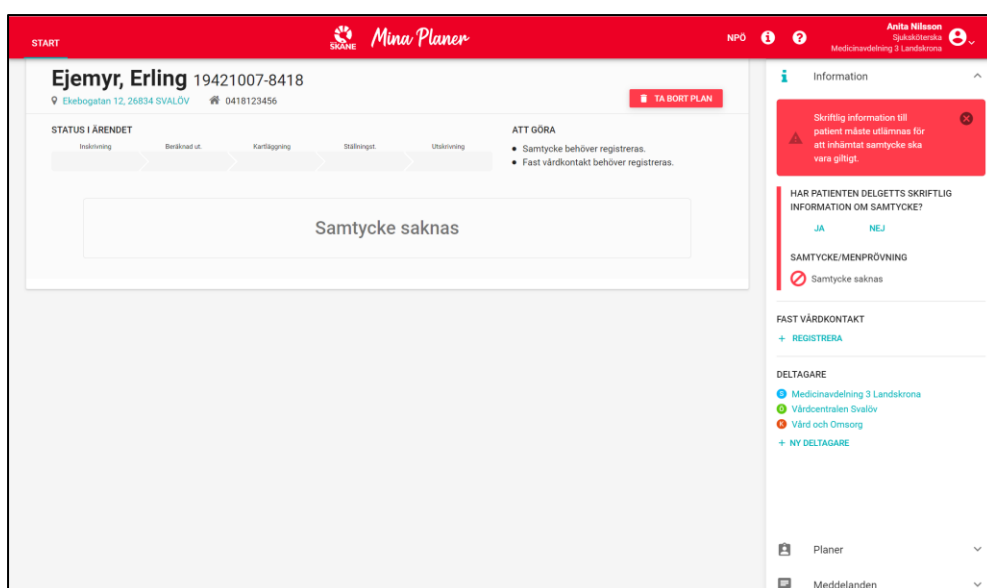 START
SKÅNE
Mina Planer
NPÖ
Anita Nilsson
Sjuksköterska
Medicinavdelning 3 Landskrona
Ejemyr, Erling 19421007-8418
Ekebogatan 12, 26834 SVALÖV 0418123456
TA BORT PLAN
STATUS I ÄRENDET
Inskrivning Beräknad ut. Kartläggning Ställningst. Utskrivning
ATT GÖRA
• Samtycke behöver registreras.
• Fast vårdkontakt behöver registreras.
Samtycke saknas
Information
Skriftlig information till
patient måste utlämnas för
att inhämtat samtycke ska
vara giltigt.
HAR PATIENTEN DELGETTS SKRIFTLIG
INFORMATION OM SAMTYCKE?
JA NEJ
SAMTYCKE/MENPRÖVNING
Samtycke saknas
FAST VÅRDKONTAKT
+ REGISTRERA
DELTAGARE
S Medicinavdelning 3 Landskrona
Ö Vårdcentralen Svalöv
K Vård och Omsorg
+ NY DELTAGARE
Planer
Meddelanden